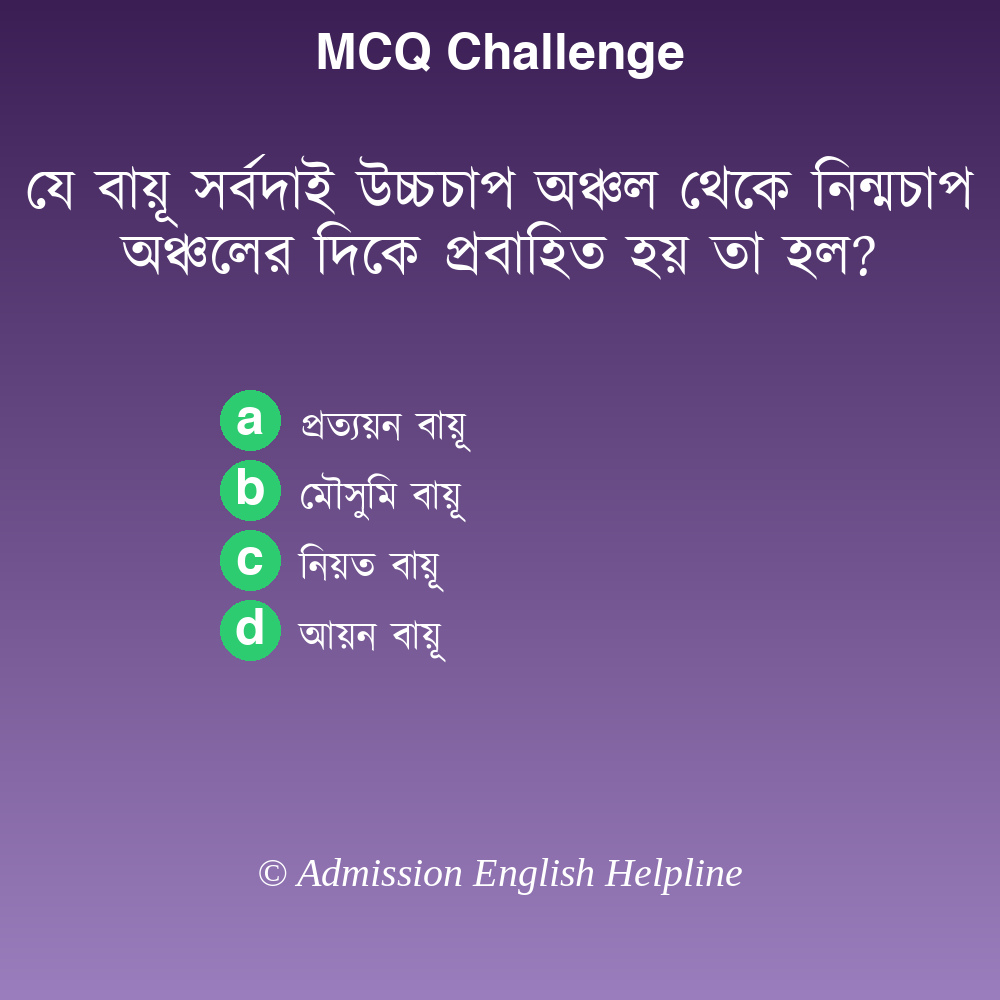 MCQ Challenge
যে বায়ূ সর্বদাই উচ্চচাপ অঞ্চল থেকে নিন্মচাপ
অঞ্চলের দিকে প্রবাহিত হয় তা হল?
a প্রত্যয়ন বায়ূ
b মৌসুমি বায়ূ
c নিয়ত বায়ূ
d আয়ন বায়ূ
© Admission English Helpline